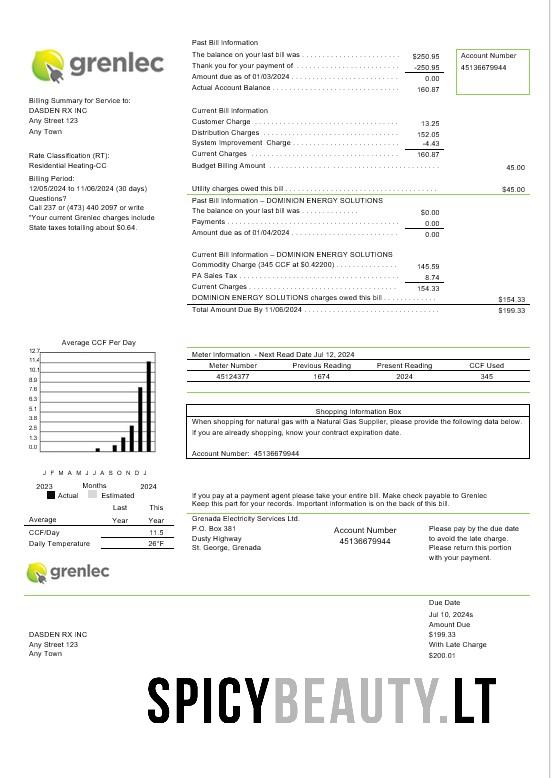 grenlec
Billing Summary for Service to:
DASDEN RX INC
Any Street 123
Any Town
Rate Classification (RT):
Residential Heating-CC
Billing Period:
12/05/2024 to 11/06/2024 (30 days)
Questions?
Call 237 or (473) 440 2097 or write
"Your current Grenlec charges include
State taxes totalling about $0.64.
Past Bill Information
The balance on your last bill was . . . . . . . . . . $250.95
Thank you for your payment of . . . . . . . . . . -250.95
Amount due as of 01/03/2024 . . . . . . . . . . 0.00
Actual Account Balance . . . . . . . . . . 160.87
Account Number
45136679944
Current Bill Information
Customer Charge . . . . . . . . . . 13.25
Distribution Charges . . . . . . . . . . 152.05
System Improvement Charge . . . . . . . . . . -4.43
Current Charges . . . . . . . . . . 160.87
Budget Billing Amount . . . . . . . . . . 45.00
Utility charges owed this bill . . . . . . . . . . $45.00
Past Bill Information – DOMINION ENERGY SOLUTIONS
The balance on your last bill was . . . . . . . . . . $0.00
Payments . . . . . . . . . . 0.00
Amount due as of 01/04/2024 . . . . . . . . . . 0.00
Current Bill Information – DOMINION ENERGY SOLUTIONS
Commodity Charge (345 CCF at $0.42200) . . . . . . . . . . 145.59
PA Sales Tax . . . . . . . . . . 8.74
Current Charges . . . . . . . . . . 154.33
DOMINION ENERGY SOLUTIONS charges owed this bill . . . . . . . . . . $154.33
Total Amount Due By 11/06/2024 . . . . . . . . . . $199.33
Average CCF Per Day
12.7
11.4
10.1
8.9
7.6
6.3
5.1
3.8
2.5
1.3
0.0
J F M A M J J A S O N D J
2023 Months 2024
Actual Estimated
Last This
Average Year Year
CCF/Day 11.5
Daily Temperature 26°F
Meter Information - Next Read Date Jul 12, 2024
Meter Number Previous Reading Present Reading CCF Used
45124377 1674 2024 345
Shopping Information Box
When shopping for natural gas with a Natural Gas Supplier, please provide the following data below.
If you are already shopping, know your contract expiration date.
Account Number: 45136679944
If you pay at a payment agent please take your entire bill. Make check payable to Grenlec
Keep this part for your records. Important information is on the back of this bill.
Grenada Electricity Services Ltd.
P.O. Box 381
Dusty Highway
St. George, Grenada
Account Number
45136679944
Please pay by the due date
to avoid the late charge.
Please return this portion
with your payment.
grenlec
Due Date
Jul 10, 2024s
Amount Due
$199.33
With Late Charge
$200.01
DASDEN RX INC
Any Street 123
Any Town
SPICYBEAUTY.LT